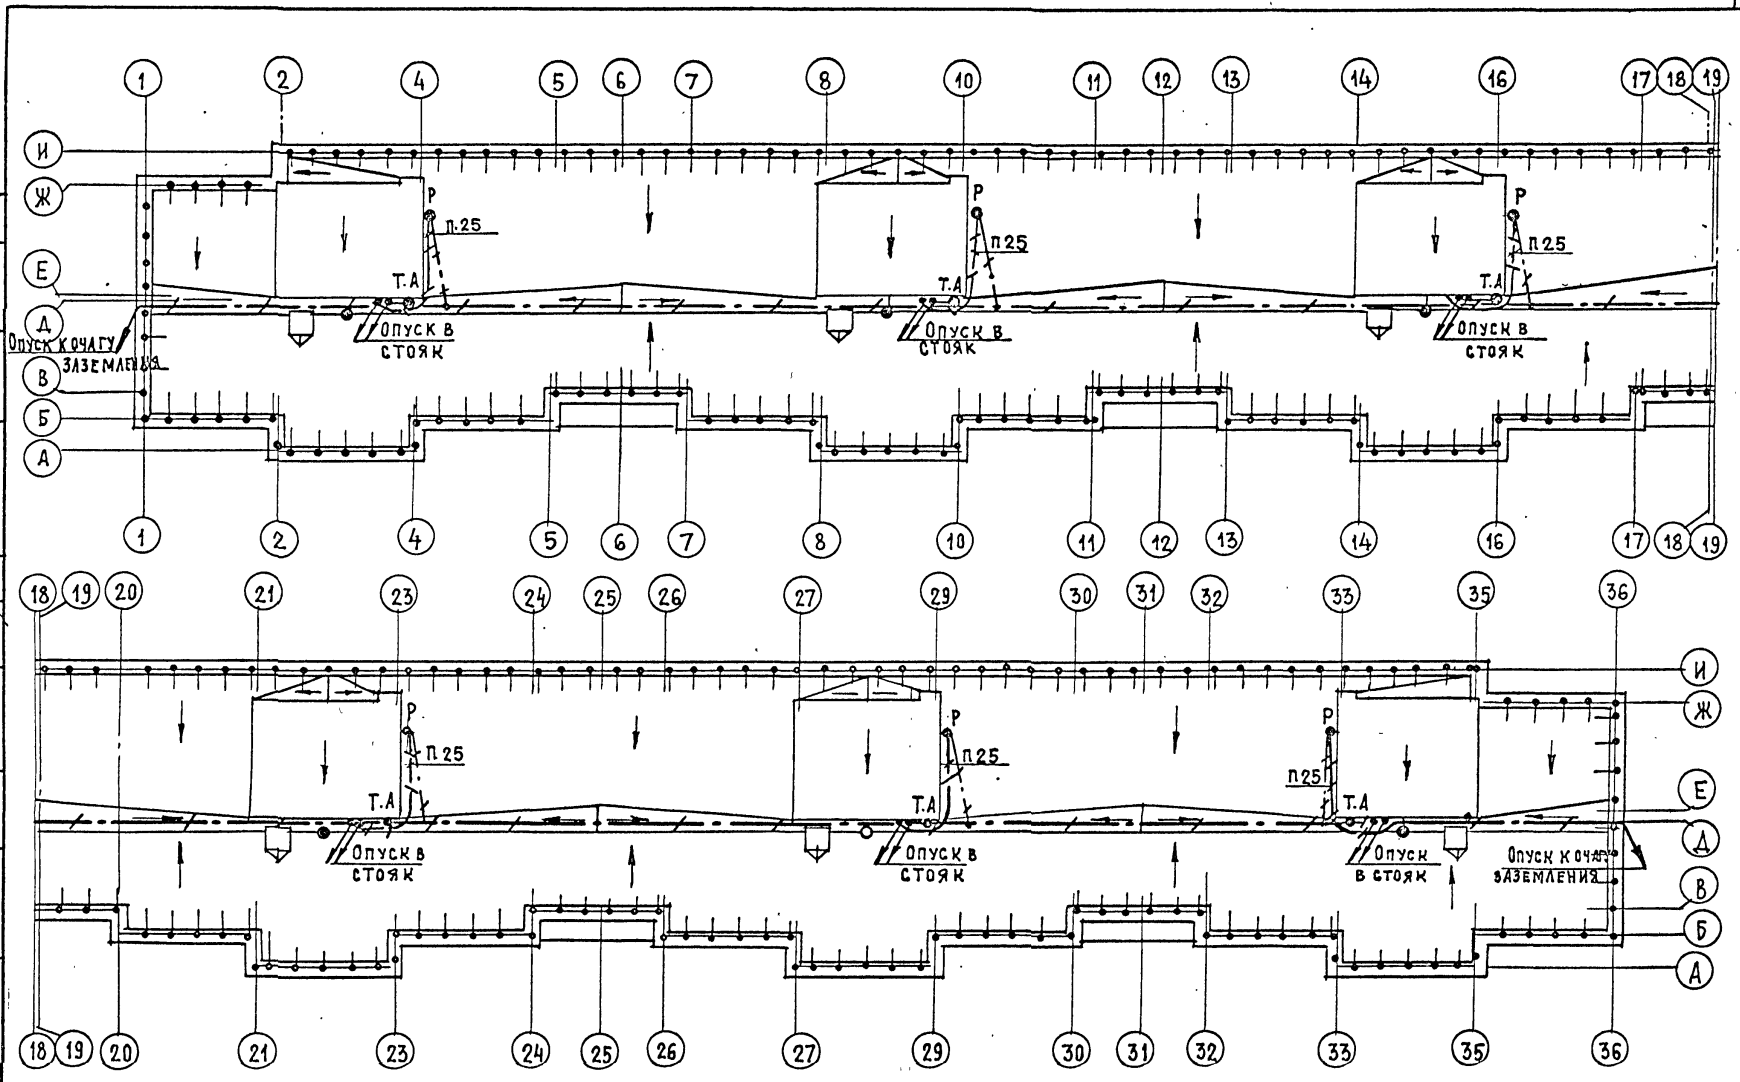 1 2 4 5 6 7 8 10 11 12 13 14 16 17 18 19
И
Ж
Р Р Р
П.25 П25 П25
Е
Т.А Т.А Т.А
Д
Опуск в Опуск в Опуск в
стояк стояк стояк
Опуск к очагу
заземления
В
Б
А
1 2 4 5 6 7 8 10 11 12 13 14 16 17 18 19
18 19 20 21 23 24 25 26 27 29 30 31 32 33 35 36
И
Ж
Р Р Р
П25 П25 П25
Е
Т.А Т.А Т.А
Д
Опуск в Опуск в Опуск Опуск к очагу
стояк стояк в стояк заземления
В
Б
А
18 19 20 21 23 24 25 26 27 29 30 31 32 33 35 36